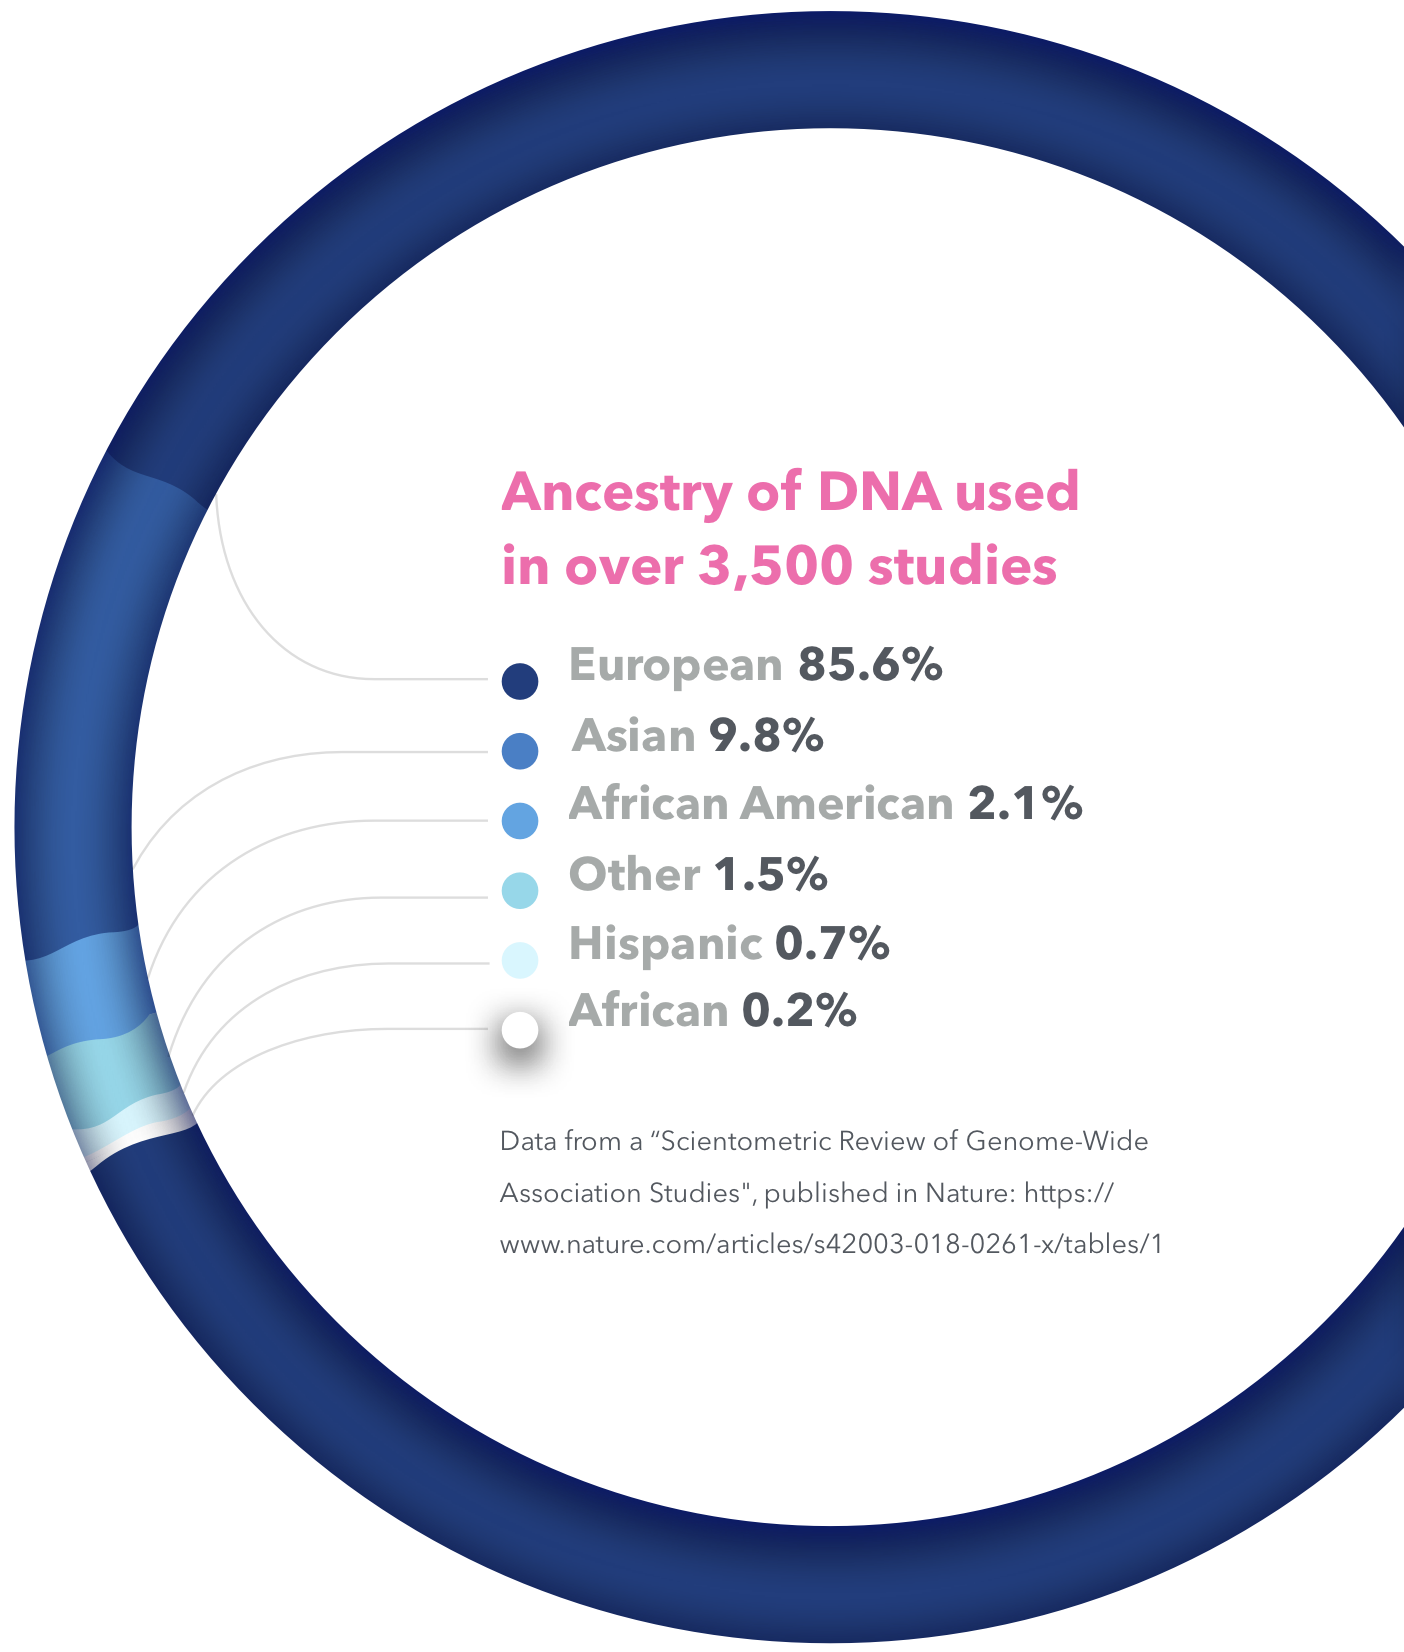 Ancestry of DNA used
in over 3,500 studies
European 85.6%
Asian 9.8%
African American 2.1%
Other 1.5%
Hispanic 0.7%
African 0.2%
Data from a “Scientometric Review of Genome-Wide
Association Studies", published in Nature: https://
www.nature.com/articles/s42003-018-0261-x/tables/1